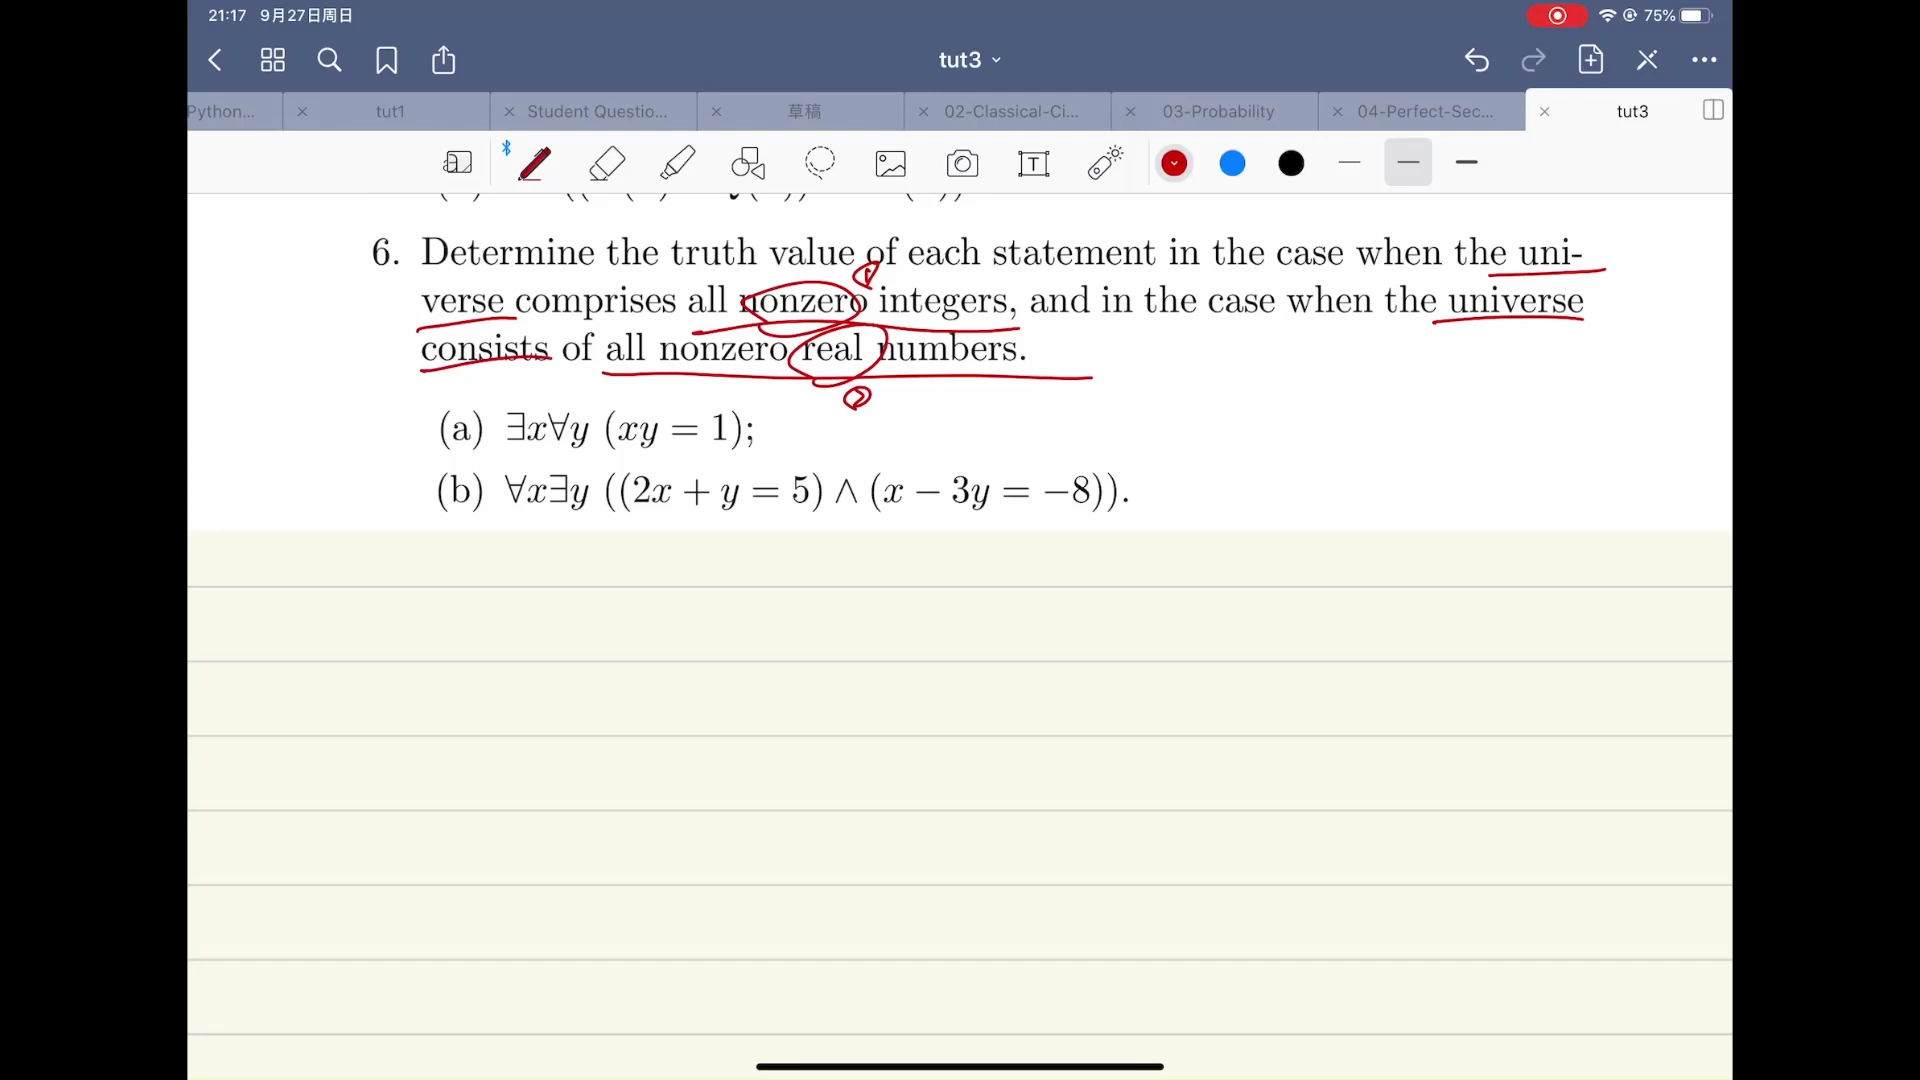 21:17 9月27日周日
75%
tut3
Python...
tut1
Student Questio...
草稿
02-Classical-Ci...
03-Probability
04-Perfect-Sec...
tut3
6. Determine the truth value of each statement in the case when the uni-
verse comprises all nonzero integers, and in the case when the universe
consists of all nonzero real numbers.
(a) ∃x∀y (xy = 1);
(b) ∀x∃y ((2x + y = 5) ∧ (x − 3y = −8)).